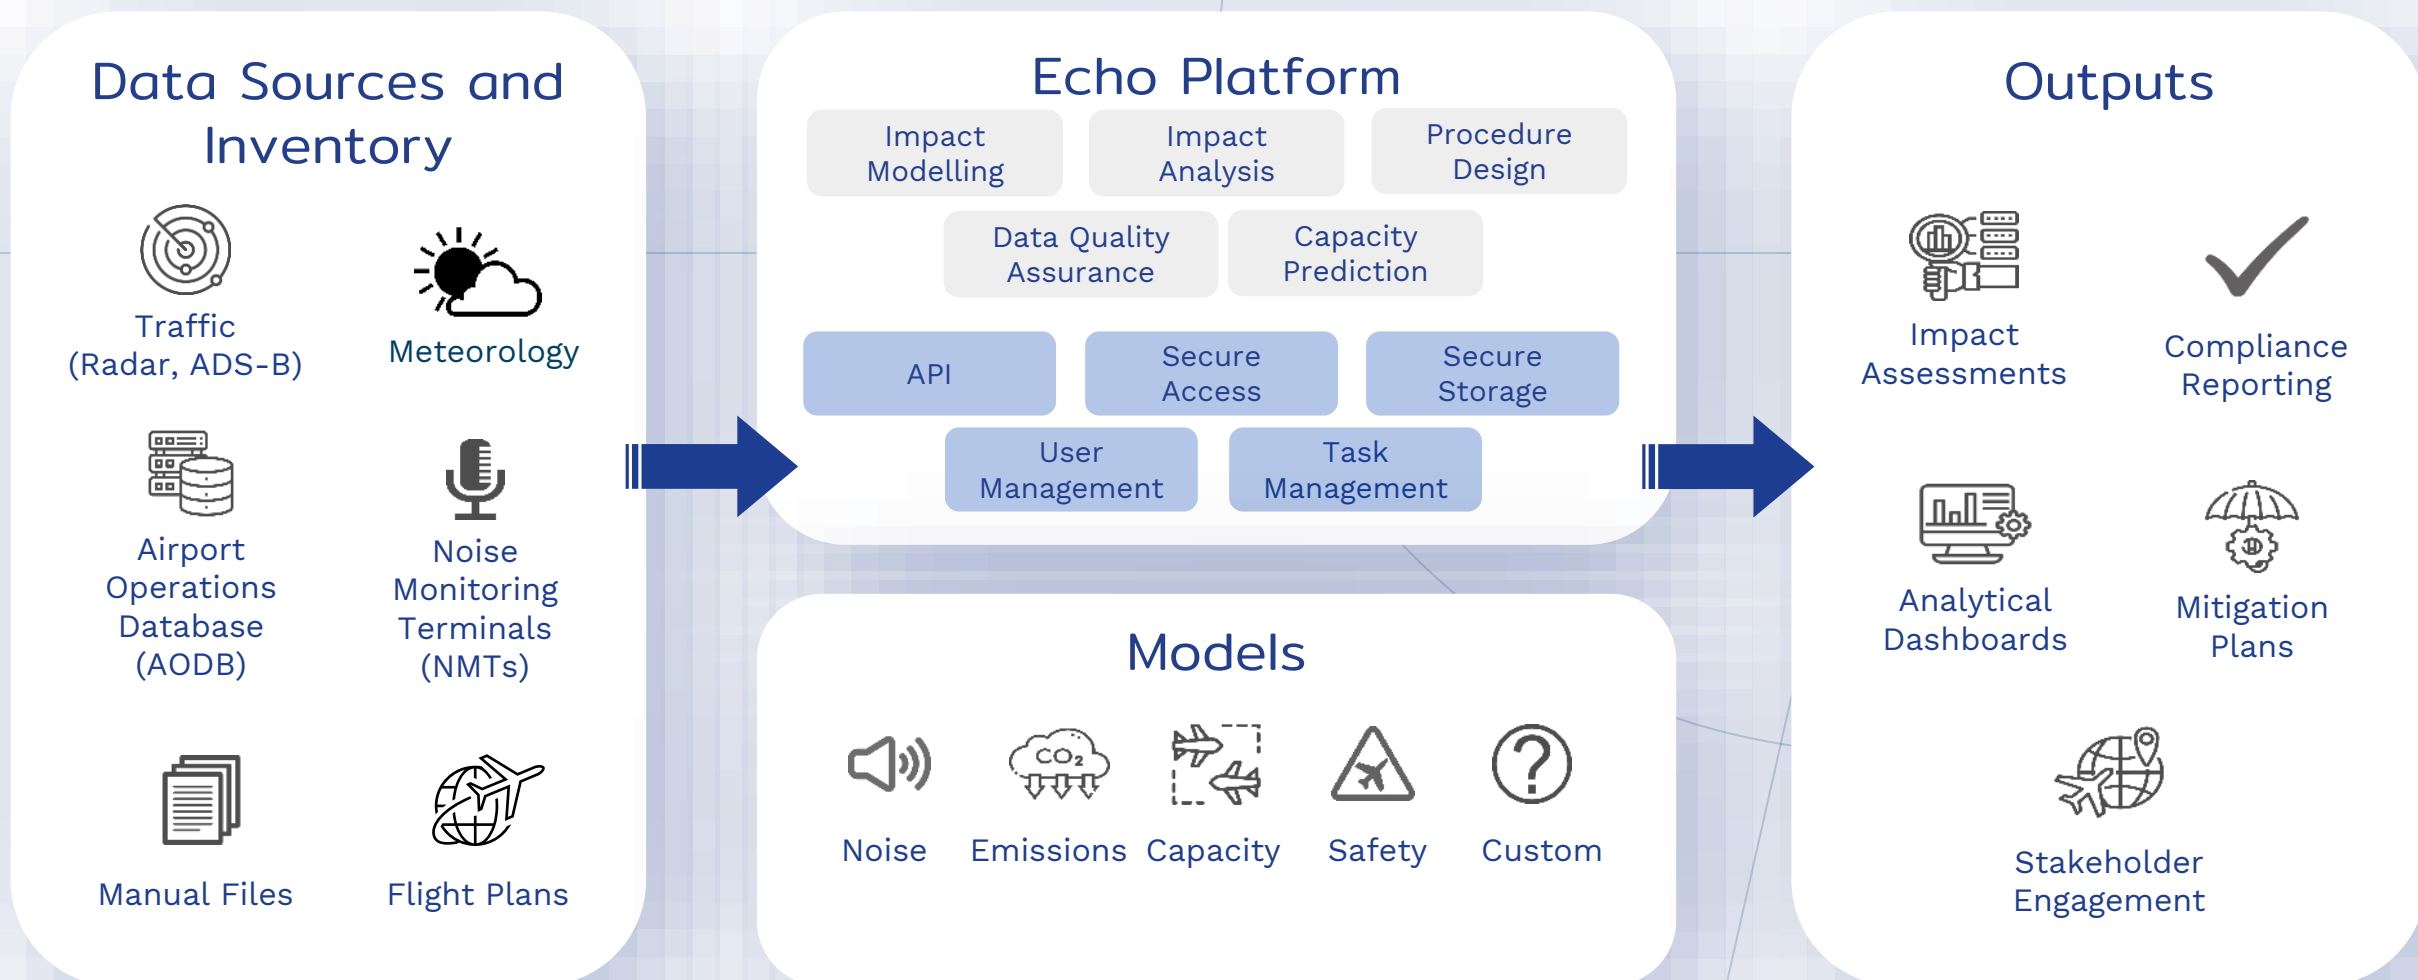 Data Sources and
Inventory
Traffic
(Radar, ADS-B)
Meteorology
Airport
Operations
Database
(AODB)
Noise
Monitoring
Terminals
(NMTs)
Manual Files
Flight Plans
Echo Platform
Impact
Modelling
Impact
Analysis
Procedure
Design
Data Quality
Assurance
Capacity
Prediction
API
Secure
Access
Secure
Storage
User
Management
Task
Management
Models
CO₂
Noise
Emissions
Capacity
Safety
Custom
Outputs
Impact
Assessments
Compliance
Reporting
Analytical
Dashboards
Mitigation
Plans
Stakeholder
Engagement